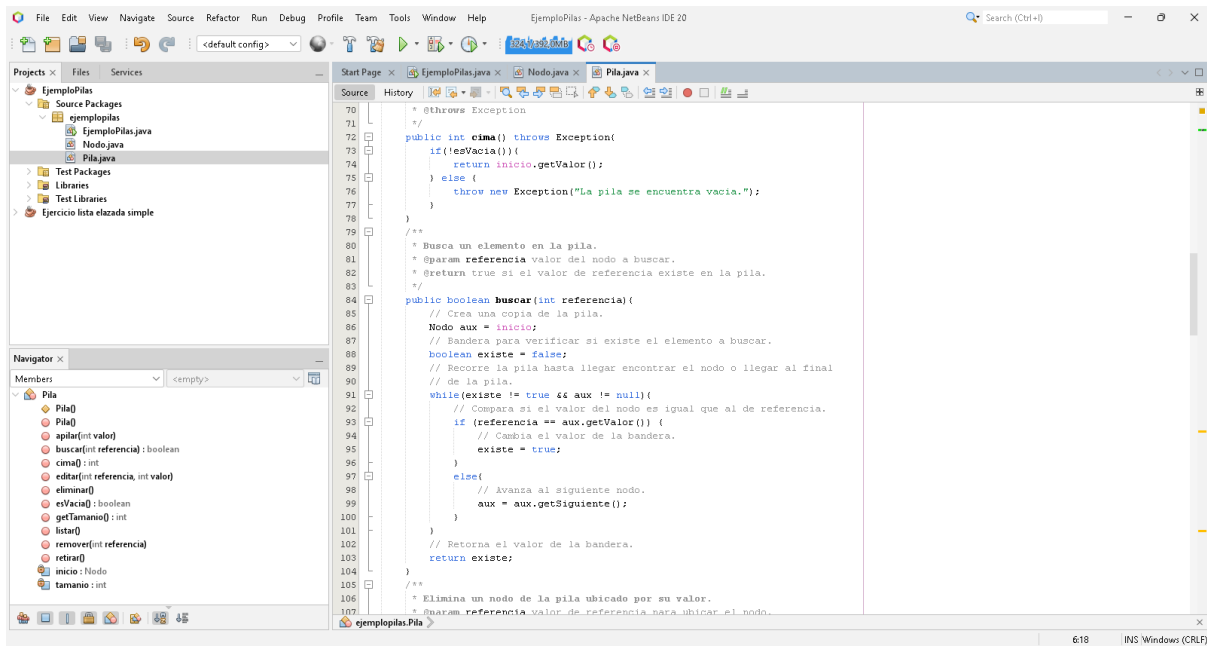 File Edit View Navigate Source Refactor Run Debug Profile Team Tools Window Help EjemploPilas - Apache NetBeans IDE 20 Search (Ctrl+I)
<default config>
Projects Files Services
EjemploPilas
Source Packages
ejemplopilas
EjemploPilas.java
Nodo.java
Pila.java
Test Packages
Libraries
Test Libraries
Ejercicio lista elazada simple
Navigator
Members <empty>
Pila
Pila()
Pila()
apilar(int valor)
buscar(int referencia) : boolean
cima() : int
editar(int referencia, int valor)
eliminar()
esVacia() : boolean
getTamanio() : int
listar()
remover(int referencia)
retirar()
inicio : Nodo
tamanio : int
Start Page EjemploPilas.java Nodo.java Pila.java
Source History
70 * @throws Exception
71 */
72 public int cima() throws Exception{
73 if(!esVacia()){
74 return inicio.getValor();
75 } else {
76 throw new Exception("La pila se encuentra vacia.");
77 }
78 }
79 /**
80 * Busca un elemento en la pila.
81 * @param referencia valor del nodo a buscar.
82 * @return true si el valor de referencia existe en la pila.
83 */
84 public boolean buscar(int referencia){
85 // Crea una copia de la pila.
86 Nodo aux = inicio;
87 // Bandera para verificar si existe el elemento a buscar.
88 boolean existe = false;
89 // Recorre la pila hasta llegar encontrar el nodo o llegar al final
90 // de la pila.
91 while(existe != true && aux != null){
92 // Compara si el valor del nodo es igual que al de referencia.
93 if (referencia == aux.getValor()) {
94 // Cambia el valor de la bandera.
95 existe = true;
96 }
97 else{
98 // Avanza al siguiente nodo.
99 aux = aux.getSiguiente();
100 }
101 }
102 // Retorna el valor de la bandera.
103 return existe;
104 }
105 /**
106 * Elimina un nodo de la pila ubicado por su valor.
107 * @param referencia valor de referencia para ubicar el nodo.
ejemplopilas.Pila
6:18 INS Windows (CRLF)